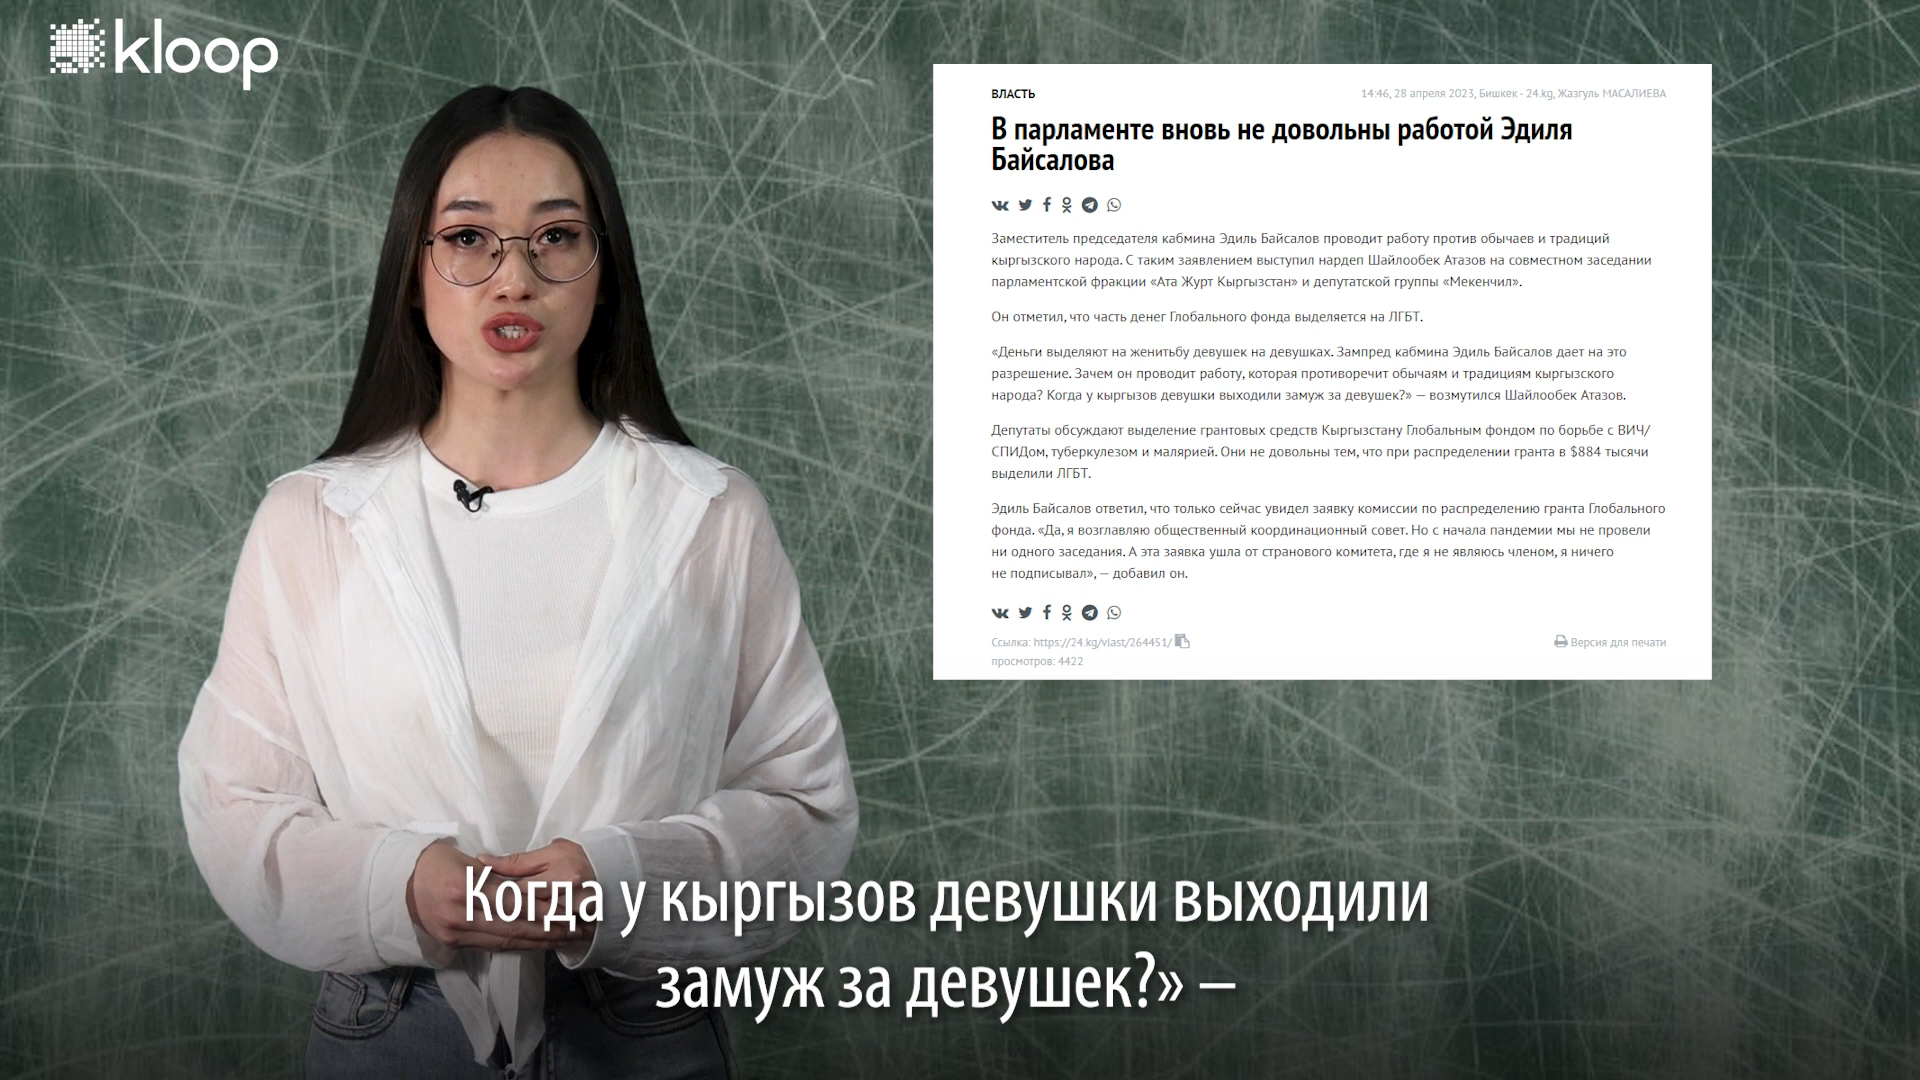 kloop
ВЛАСТЬ
14:46, 28 апреля 2023, Бишкек - 24.kg, Жазгуль МАСАЛИЕВА
В парламенте вновь не довольны работой Эдиля
Байсалова
Заместитель председателя кабмина Эдиль Байсалов проводит работу против обычаев и традиций
кыргызского народа. С таким заявлением выступил нардеп Шайлообек Атазов на совместном заседании
парламентской фракции «Ата Журт Кыргызстан» и депутатской группы «Мекенчил».
Он отметил, что часть денег Глобального фонда выделяется на ЛГБТ.
«Деньги выделяют на женитьбу девушек на девушках. Зампред кабмина Эдиль Байсалов дает на это
разрешение. Зачем он проводит работу, которая противоречит обычаям и традициям кыргызского
народа? Когда у кыргызов девушки выходили замуж за девушек?» — возмутился Шайлообек Атазов.
Депутаты обсуждают выделение грантовых средств Кыргызстану Глобальным фондом по борьбе с ВИЧ/
СПИДом, туберкулезом и малярией. Они не довольны тем, что при распределении гранта в $884 тысячи
выделили ЛГБТ.
Эдиль Байсалов ответил, что только сейчас увидел заявку комиссии по распределению гранта Глобального
фонда. «Да, я возглавляю общественный координационный совет. Но с начала пандемии мы не провели
ни одного заседания. А эта заявка ушла от странового комитета, где я не являюсь членом, я ничего
не подписывал», — добавил он.
Ссылка: https://24.kg/vlast/264451/
Версия для печати
просмотров: 4422
Когда у кыргызов девушки выходили
замуж за девушек?» –